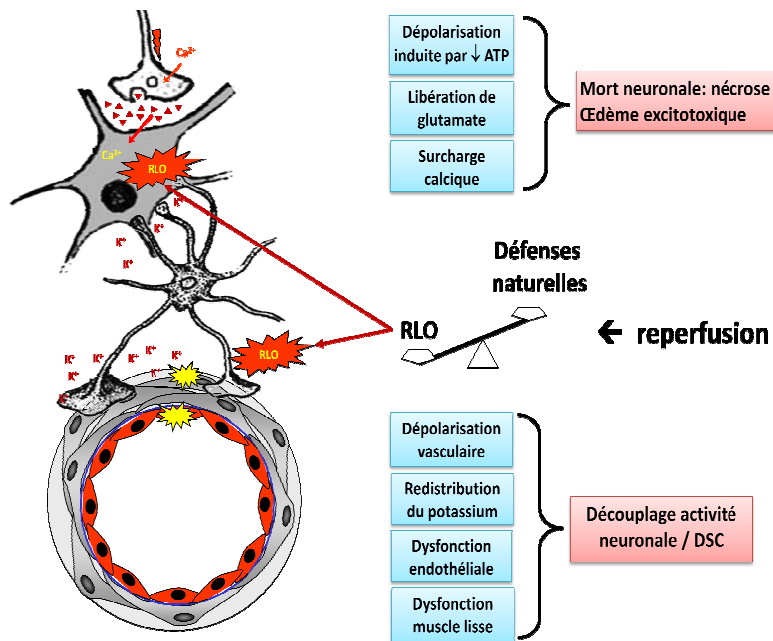 Ca²⁺
Dépolarisation
induite par ↓ ATP
Libération de
glutamate
Surcharge
calcique
Mort neuronale: nécrose
Œdème excitotoxique
Ca²⁺
RLO
K⁺
K⁺
K⁺
K⁺
Défenses
naturelles
RLO
← reperfusion
RLO
K⁺
K⁺
K⁺
K⁺
K⁺
K⁺
K⁺
K⁺
Dépolarisation
vasculaire
Redistribution
du potassium
Dysfonction
endothéliale
Dysfonction
muscle lisse
Découplage activité
neuronale / DSC